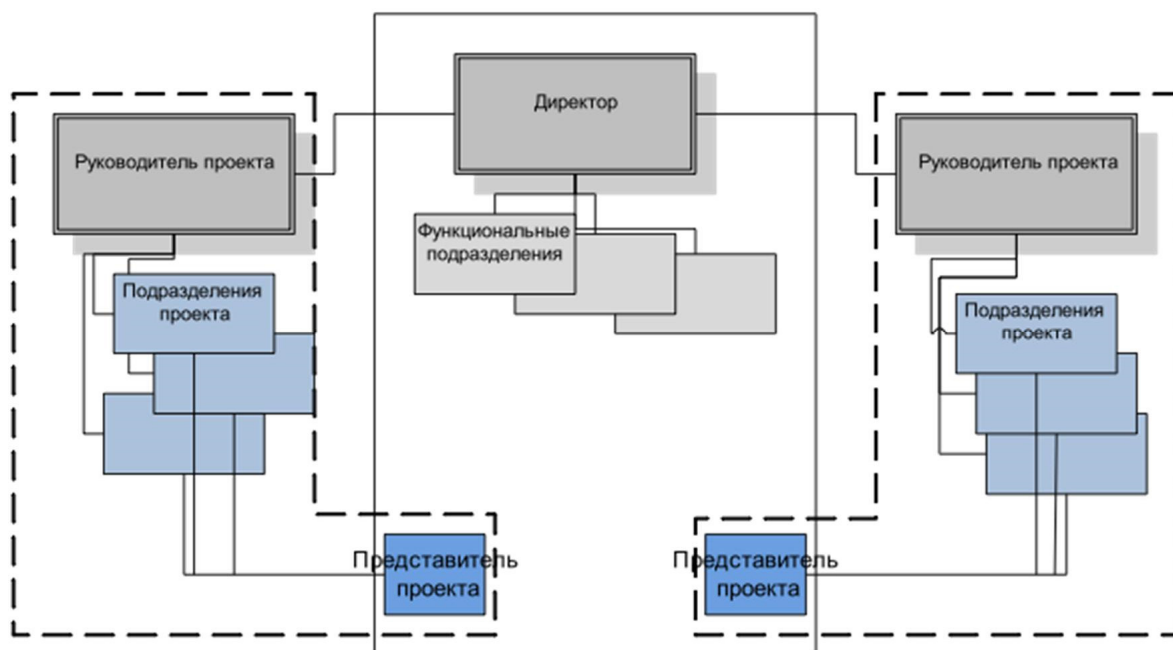 Директор
Руководитель проекта
Руководитель проекта
Функциональные
подразделения
Подразделения
проекта
Подразделения
проекта
Представитель
проекта
Представитель
проекта